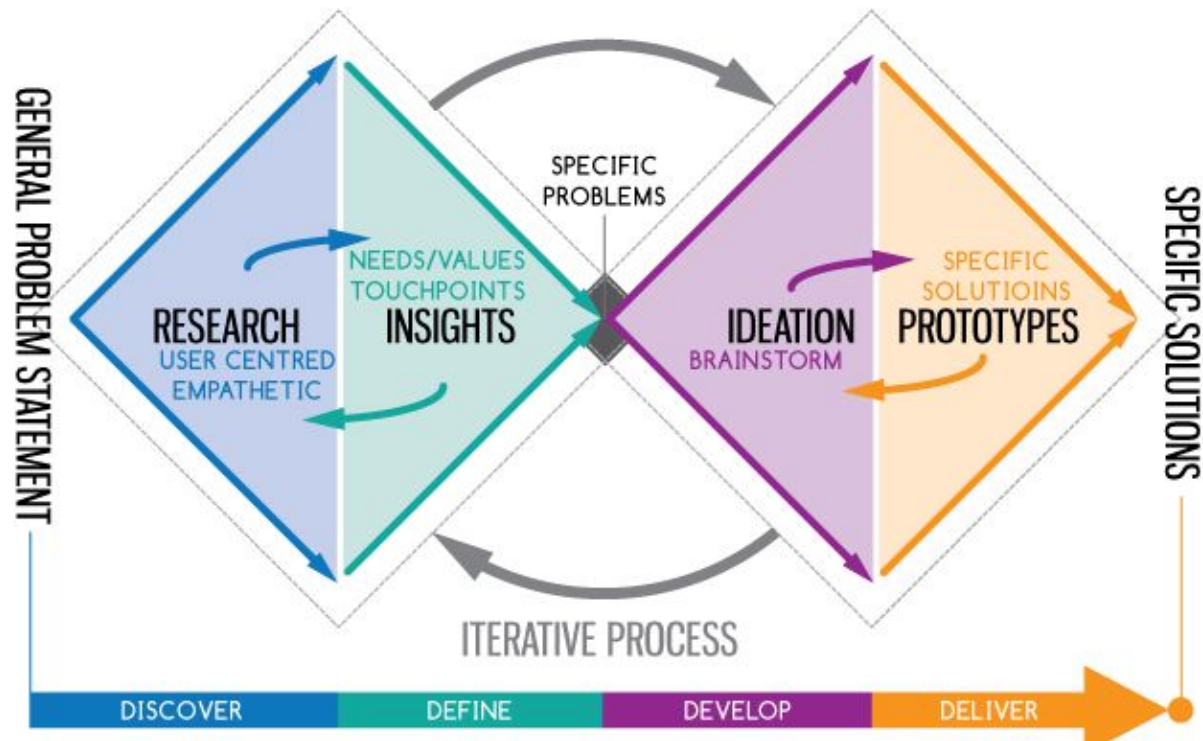 GENERAL PROBLEM STATEMENT
SPECIFIC
PROBLEMS
RESEARCH
USER CENTRED
EMPATHETIC
NEEDS/VALUES
TOUCHPOINTS
INSIGHTS
IDEATION
BRAINSTORM
SPECIFIC
SOLUTIOINS
PROTOTYPES
SPECIFIC SOLUTIONS
ITERATIVE PROCESS
DISCOVER
DEFINE
DEVELOP
DELIVER